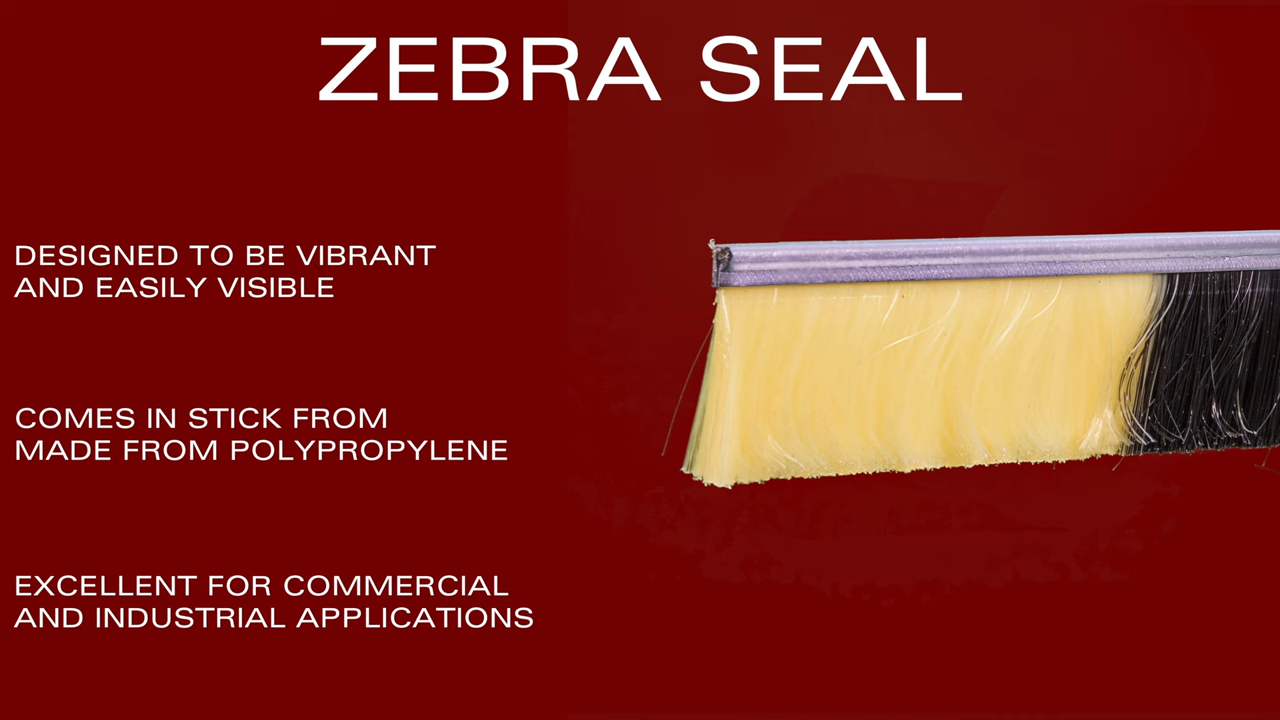 ZEBRA SEAL
DESIGNED TO BE VIBRANT
AND EASILY VISIBLE
COMES IN STICK FROM
MADE FROM POLYPROPYLENE
EXCELLENT FOR COMMERCIAL
AND INDUSTRIAL APPLICATIONS